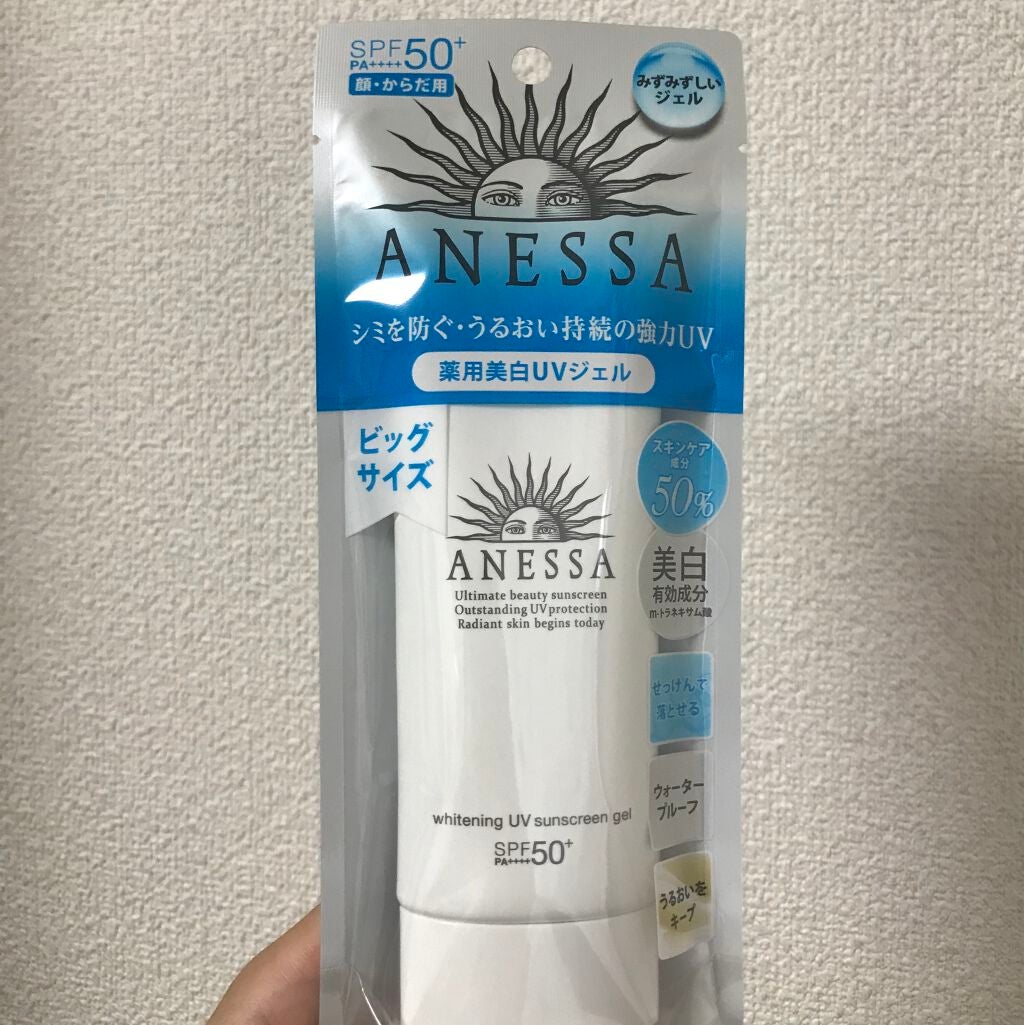 SPF50+
PA++++
顔・からだ用
みずみずしい
ジェル
ANESSA
シミを防ぐ・うるおい持続の強力UV
薬用美白UVジェル
ビッグ
サイズ
スキンケア
成分
50%
美白
有効成分
m-トラネキサム酸
ANESSA
Ultimate beauty sunscreen
Outstanding UV protection
Radiant skin begins today
せっけんで
落とせる
ウォーター
プルーフ
whitening UV sunscreen gel
SPF50+
PA++++
うるおいを
キープ